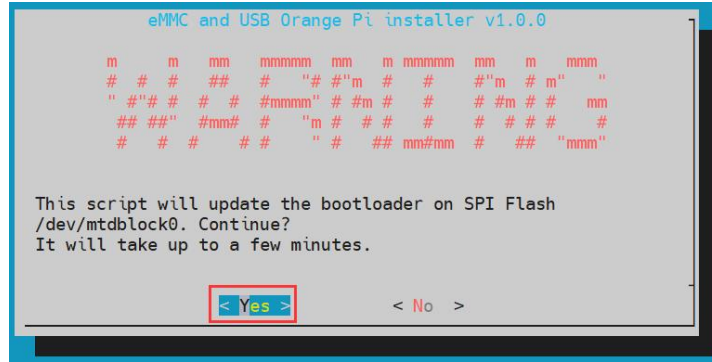 eMMC and USB Orange Pi installer v1.0.0
WARNING
This script will update the bootloader on SPI Flash
/dev/mtdblock0. Continue?
It will take up to a few minutes.
< Yes > < No >